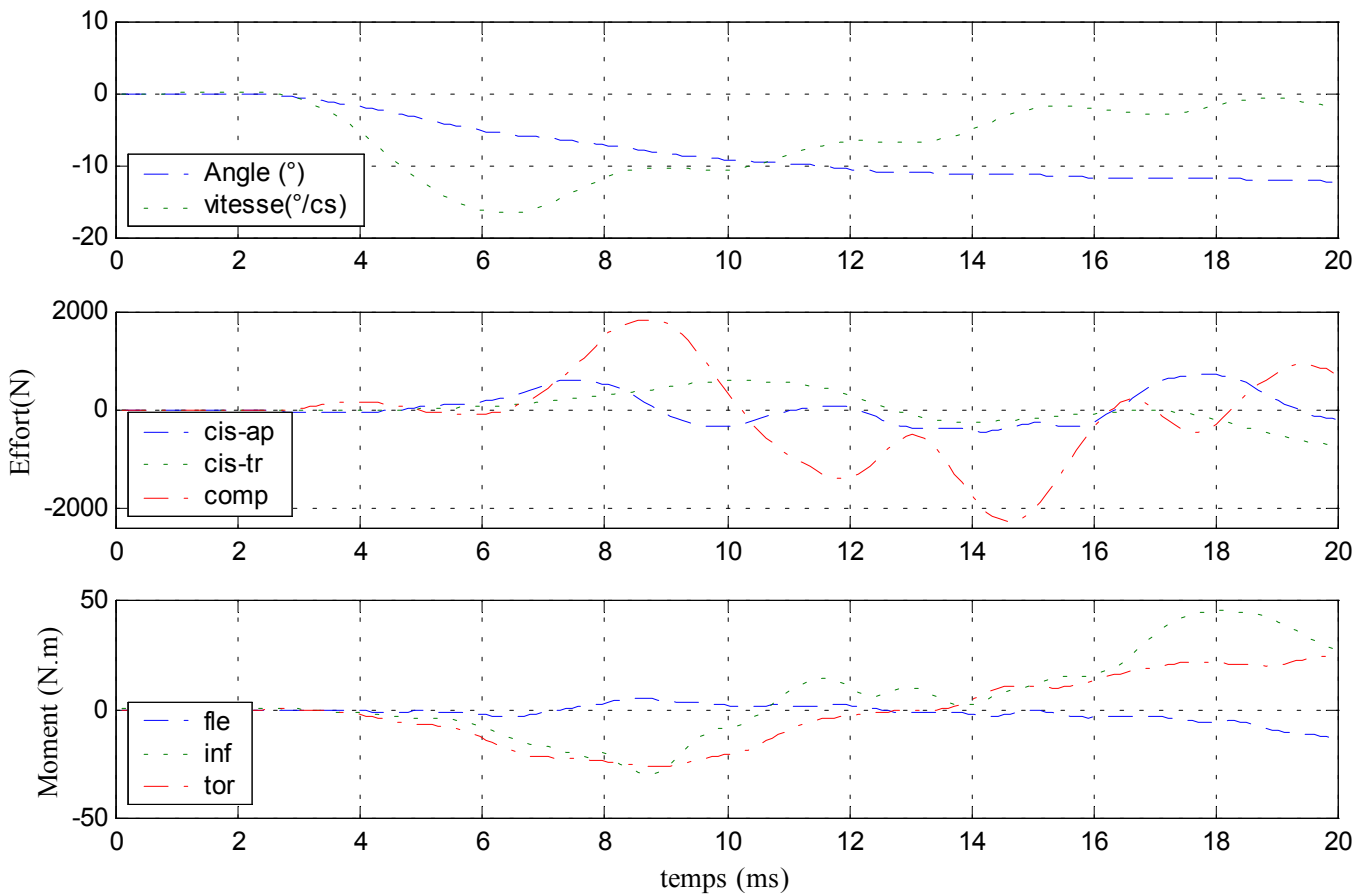 10
0
-10
-20
Angle (°)
vitesse(°/cs)
0 2 4 6 8 10 12 14 16 18 20
Effort(N)
2000
0
-2000
cis-ap
cis-tr
comp
0 2 4 6 8 10 12 14 16 18 20
Moment (N.m)
50
0
-50
fle
inf
tor
0 2 4 6 8 10 12 14 16 18 20
temps (ms)